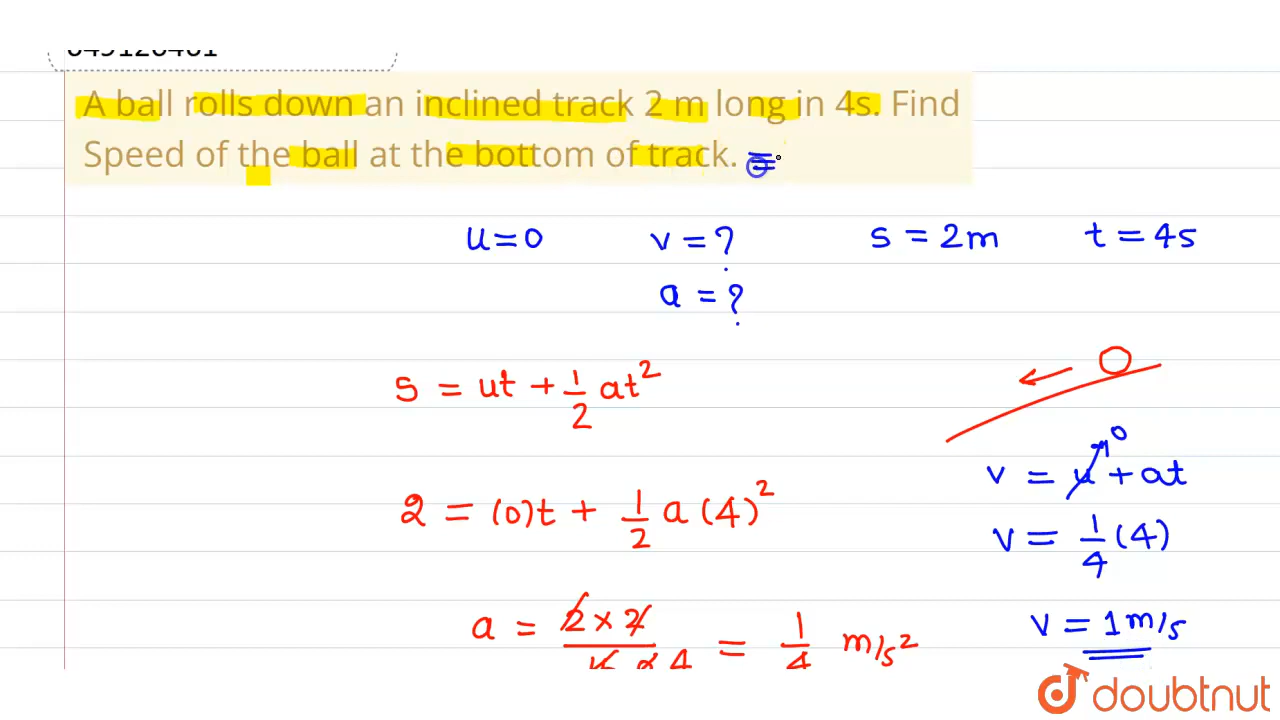 A ball rolls down an inclined track 2 m long in 4s. Find
Speed of the ball at the bottom of track.
u = 0 v = ? s = 2m t = 4s
a = ?
s = ut + 1/2 at²
0
v = u + at
2 = (0)t + 1/2 a (4)²
v = 1/4 (4)
a = 2 × 2 / 4 = 1/4 m/s²
v = 1 m/s
doubtnut